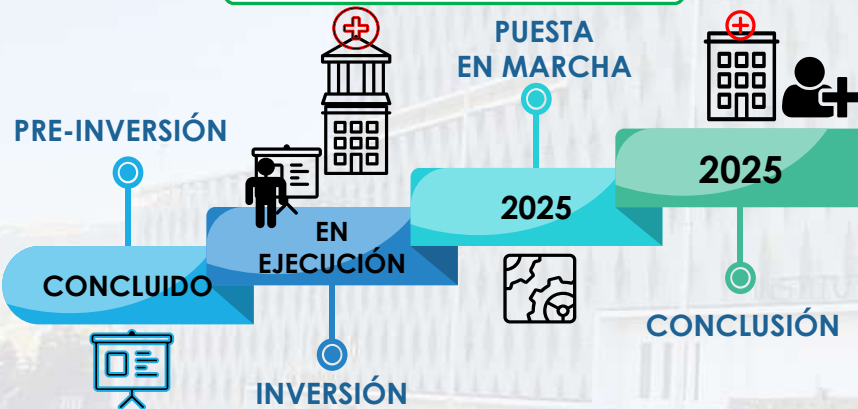 PUESTA
EN MARCHA
PRE-INVERSIÓN
2025
2025
EN
EJECUCIÓN
CONCLUIDO
CONCLUSIÓN
INVERSIÓN